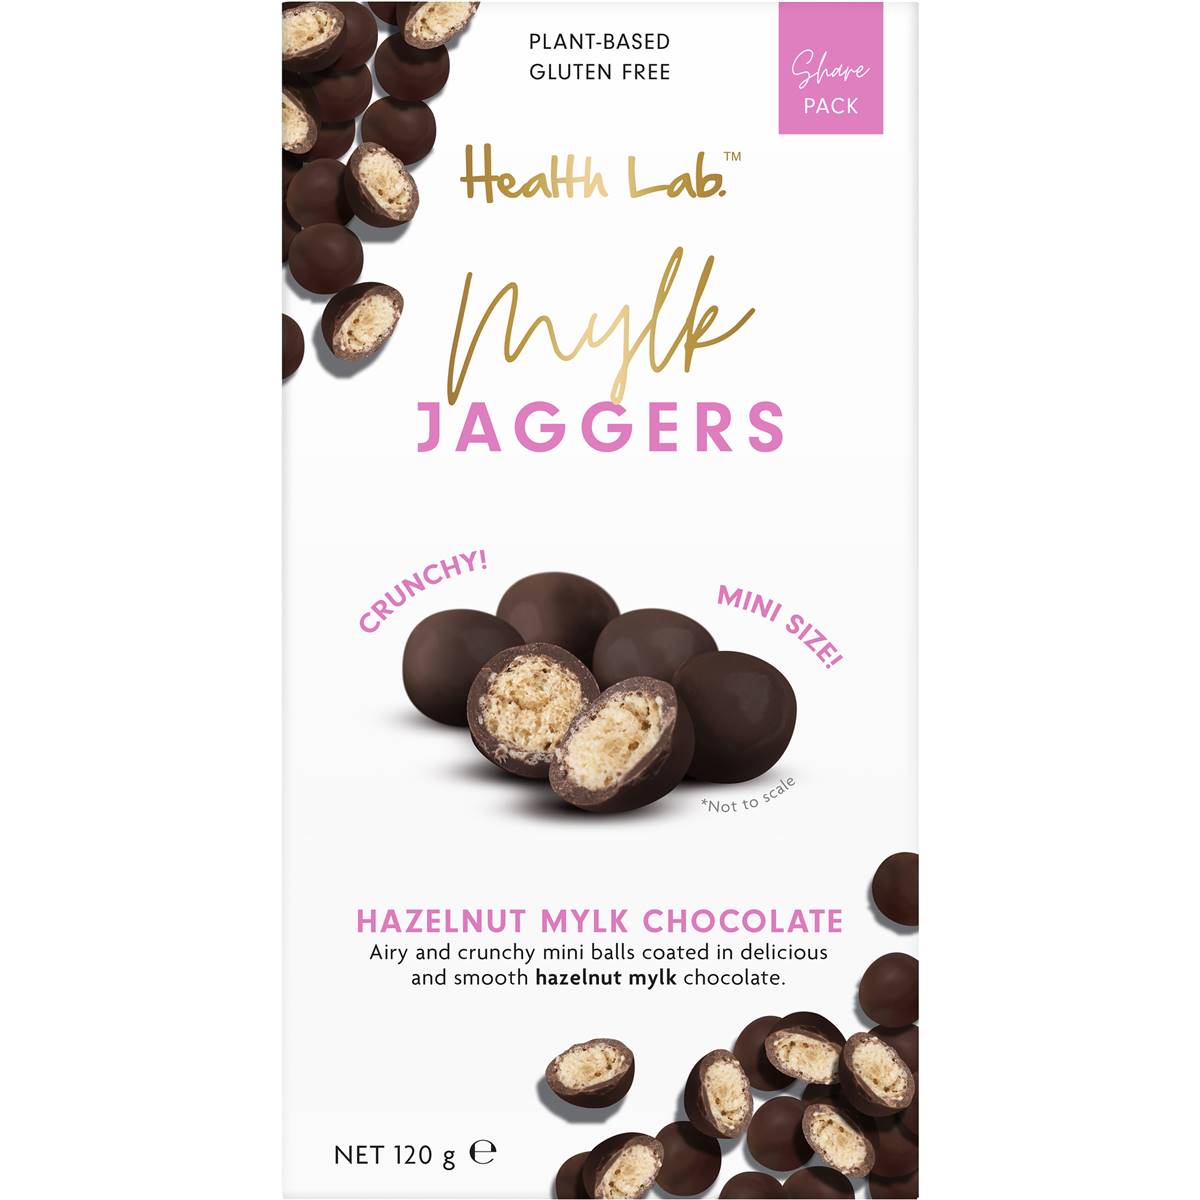 PLANT-BASED
GLUTEN FREE
Share
PACK
Health Lab.™
Mylk
JAGGERS
CRUNCHY!
MINI SIZE!
*Not to scale
HAZELNUT MYLK CHOCOLATE
Airy and crunchy mini balls coated in delicious
and smooth hazelnut mylk chocolate.
NET 120 g ℮